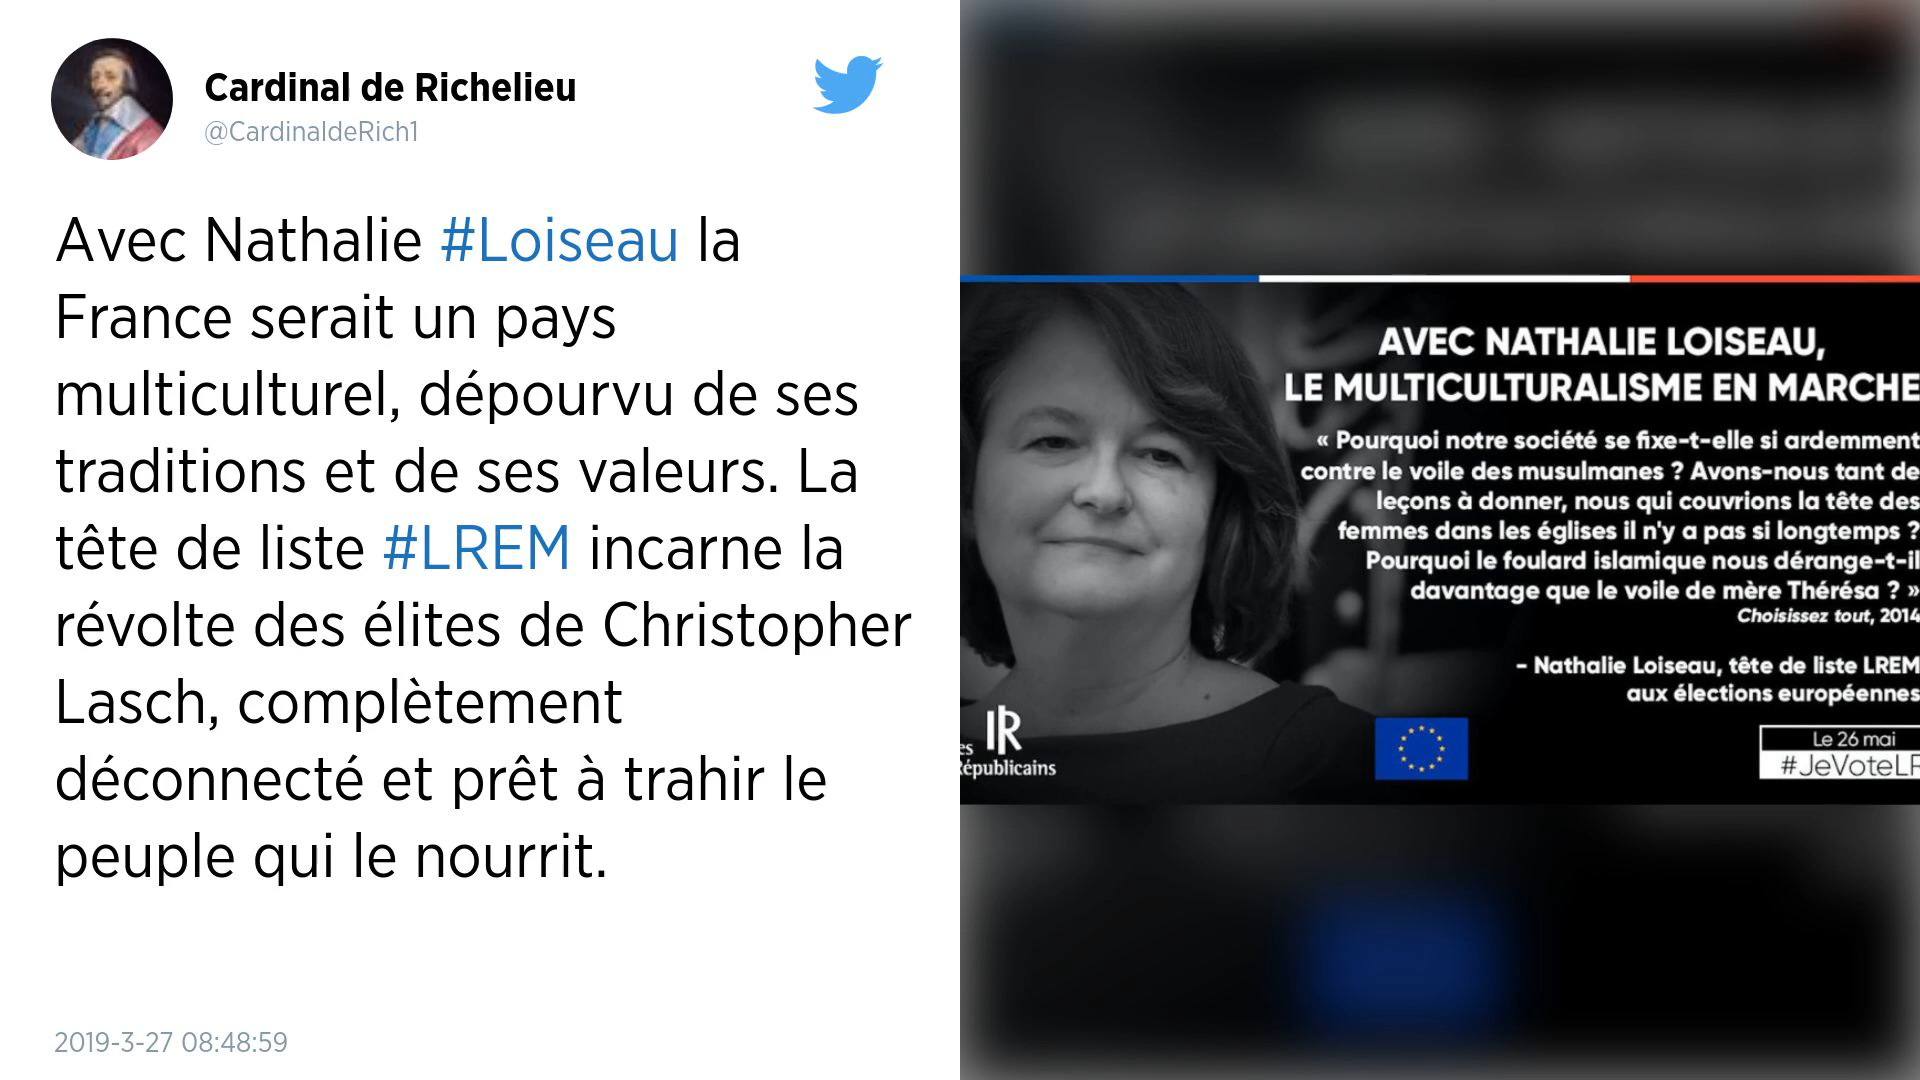 Cardinal de Richelieu
@CardinaldeRich1
Avec Nathalie #Loiseau la
France serait un pays
multiculturel, dépourvu de ses
traditions et de ses valeurs. La
tête de liste #LREM incarne la
révolte des élites de Christopher
Lasch, complètement
déconnecté et prêt à trahir le
peuple qui le nourrit.
2019-3-27 08:48:59
AVEC NATHALIE LOISEAU,
LE MULTICULTURALISME EN MARCHE
« Pourquoi notre société se fixe-t-elle si ardemment
contre le voile des musulmanes ? Avons-nous tant de
leçons à donner, nous qui couvrions la tête des
femmes dans les églises il n'y a pas si longtemps ?
Pourquoi le foulard islamique nous dérange-t-il
davantage que le voile de mère Thérésa ? »
Choisissez tout, 2014
- Nathalie Loiseau, tête de liste LREM
aux élections européennes
lR
es
épublicains
Le 26 mai
#JeVoteLR